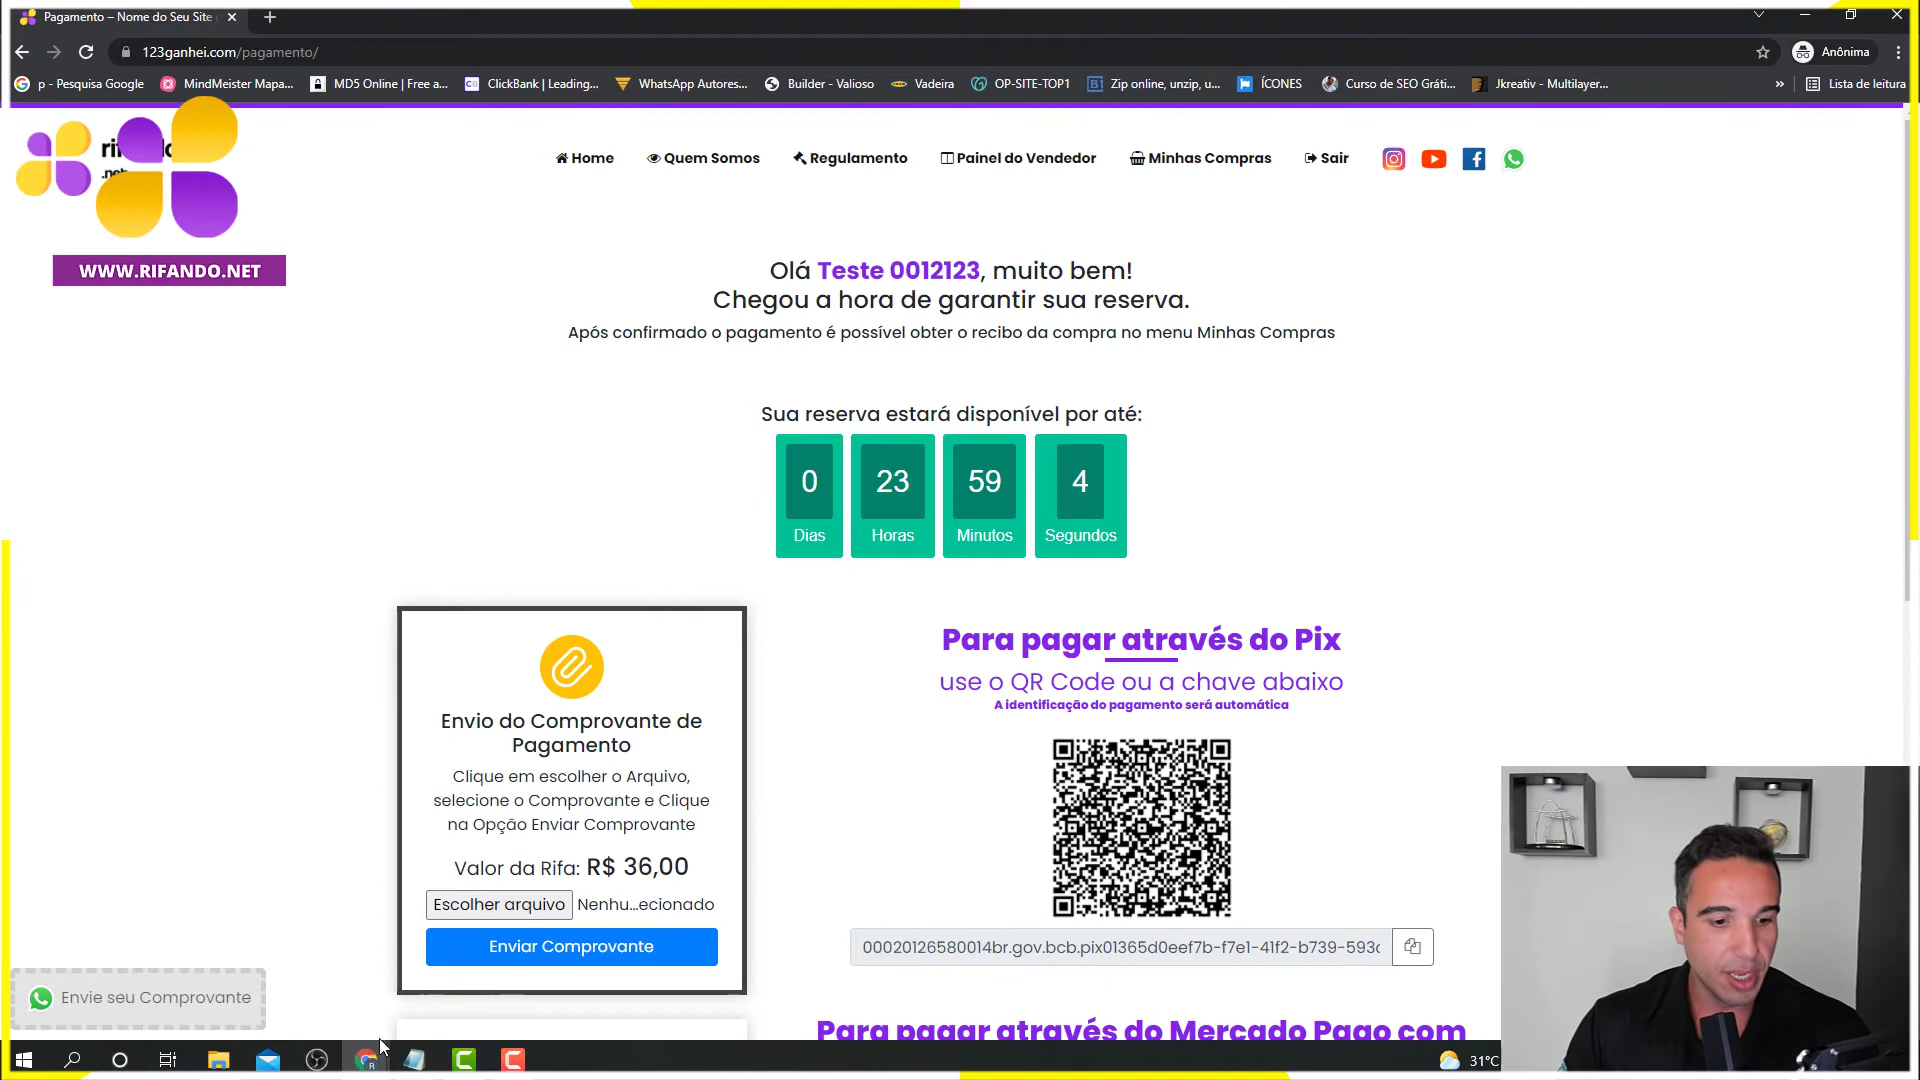 Pagamento – Nome do Seu Site
123ganhei.com/pagamento/
Anônima
p - Pesquisa Google
MindMeister Mapa...
MD5 Online | Free a...
ClickBank | Leading...
WhatsApp Autores...
Builder - Valioso
Vadeira
OP-SITE-TOP1
Zip online, unzip, u...
ÍCONES
Curso de SEO Gráti...
Jkreativ - Multilayer...
»
Lista de leitura
Home
Quem Somos
Regulamento
Painel do Vendedor
Minhas Compras
Sair
WWW.RIFANDO.NET
Olá Teste 0012123, muito bem!
Chegou a hora de garantir sua reserva.
Após confirmado o pagamento é possível obter o recibo da compra no menu Minhas Compras
Sua reserva estará disponível por até:
0 23 59 4
Dias Horas Minutos Segundos
Envio do Comprovante de
Pagamento
Clique em escolher o Arquivo,
selecione o Comprovante e Clique
na Opção Enviar Comprovante
Valor da Rifa: R$ 36,00
Escolher arquivo Nenhu...ecionado
Enviar Comprovante
Para pagar através do Pix
use o QR Code ou a chave abaixo
A identificação do pagamento será automática
00020126580014br.gov.bcb.pix01365d0eef7b-f7e1-41f2-b739-593c
Para pagar através do Mercado Pago com
Envie seu Comprovante
31°C